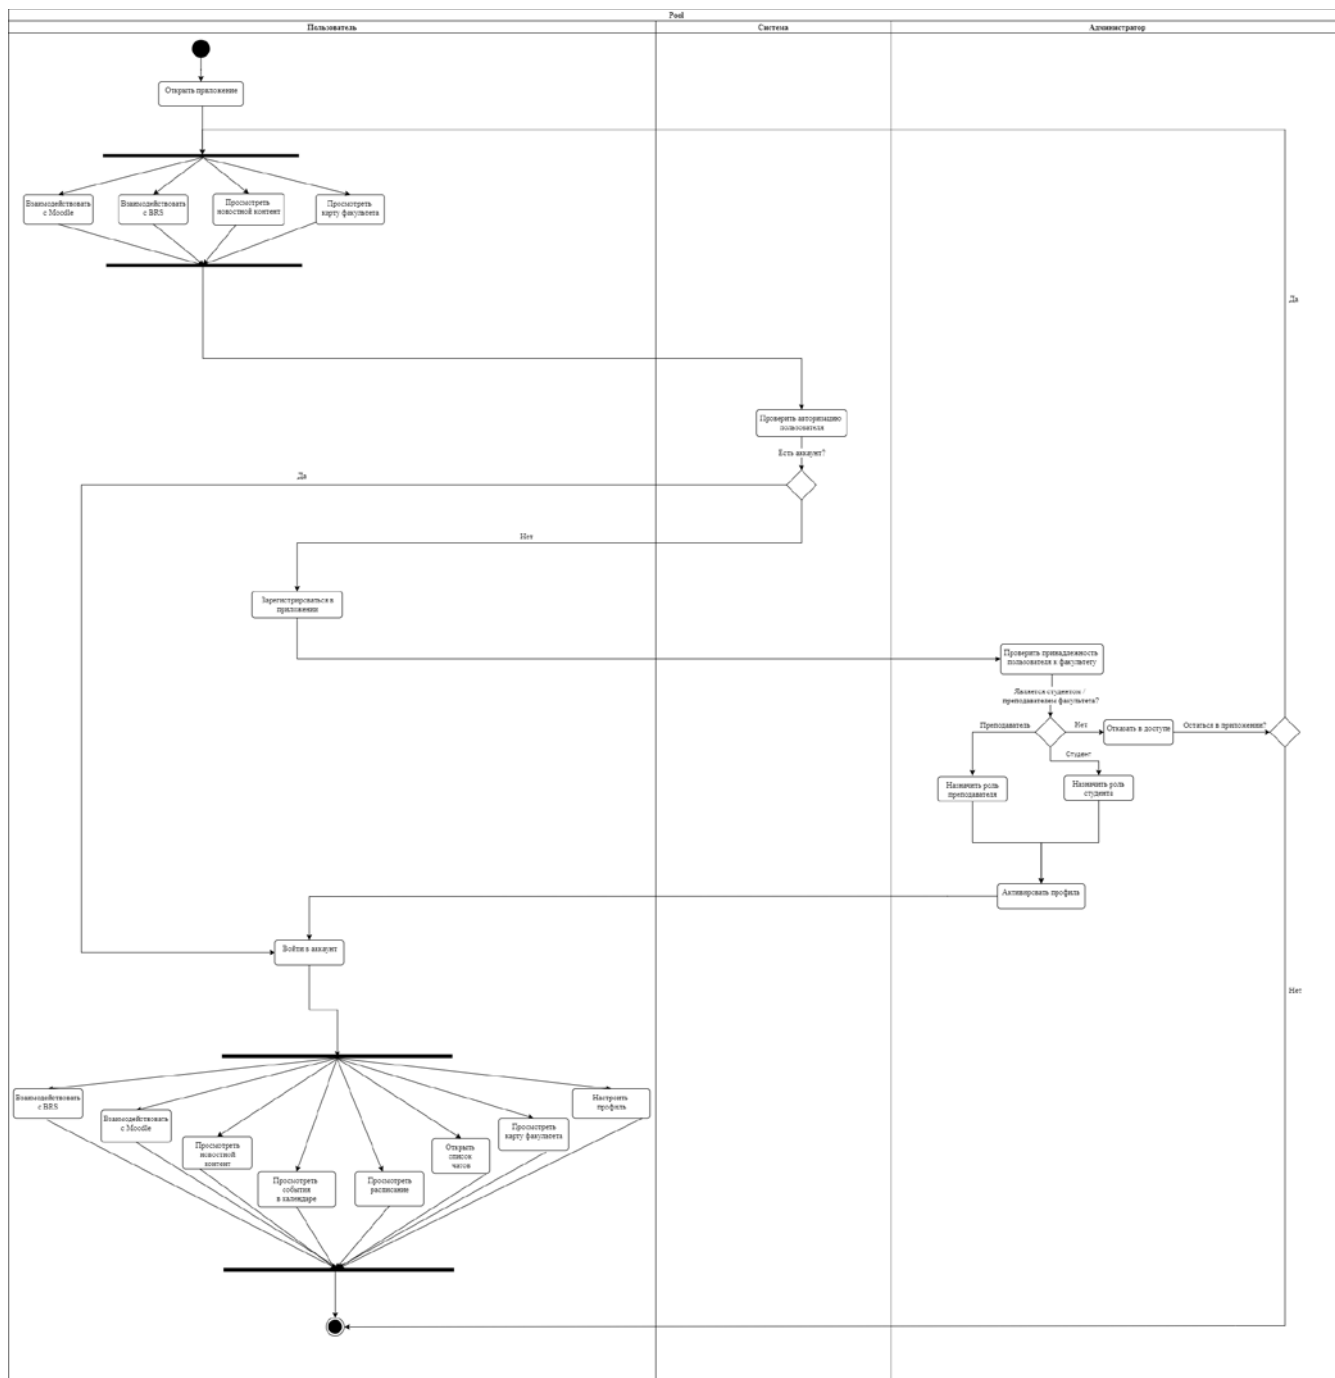 Pool
Пользователь
Система
Администратор
Открыть приложение
Взаимодействовать
с Moodle
Взаимодействовать
с BRS
Просмотреть
новостной контент
Просмотреть
карту факультета
Да
Проверить авторизацию
пользователя
Есть аккаунт?
Да
Нет
Зарегистрироваться в
приложении
Проверить принадлежность
пользователя к факультету
Является студентом /
преподавателем факультета?
Преподаватель
Нет
Отказать в доступе
Остаться в приложении?
Студент
Назначить роль
преподавателя
Назначить роль
студента
Активировать профиль
Войти в аккаунт
Нет
Взаимодействовать
с BRS
Взаимодействовать
с Moodle
Просмотреть
новостной
контент
Просмотреть
события
в календаре
Просмотреть
расписание
Открыть
список
чатов
Просмотреть
карту факультета
Настроить
профиль